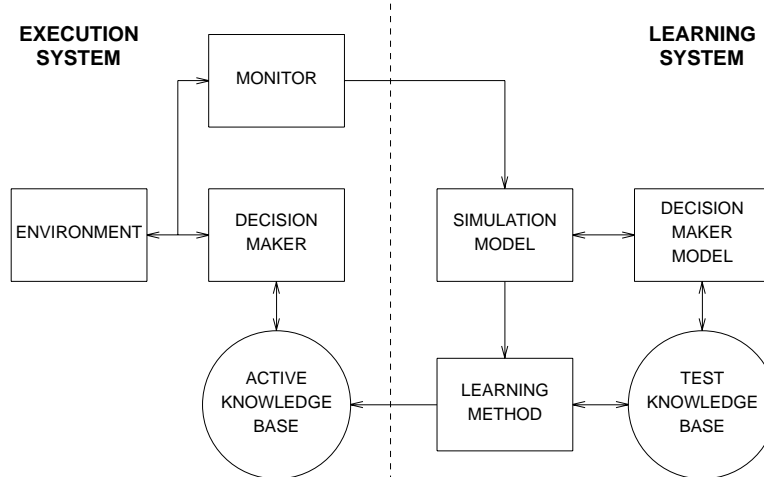 EXECUTION
SYSTEM
LEARNING
SYSTEM
MONITOR
ENVIRONMENT
DECISION
MAKER
SIMULATION
MODEL
DECISION
MAKER
MODEL
ACTIVE
KNOWLEDGE
BASE
LEARNING
METHOD
TEST
KNOWLEDGE
BASE